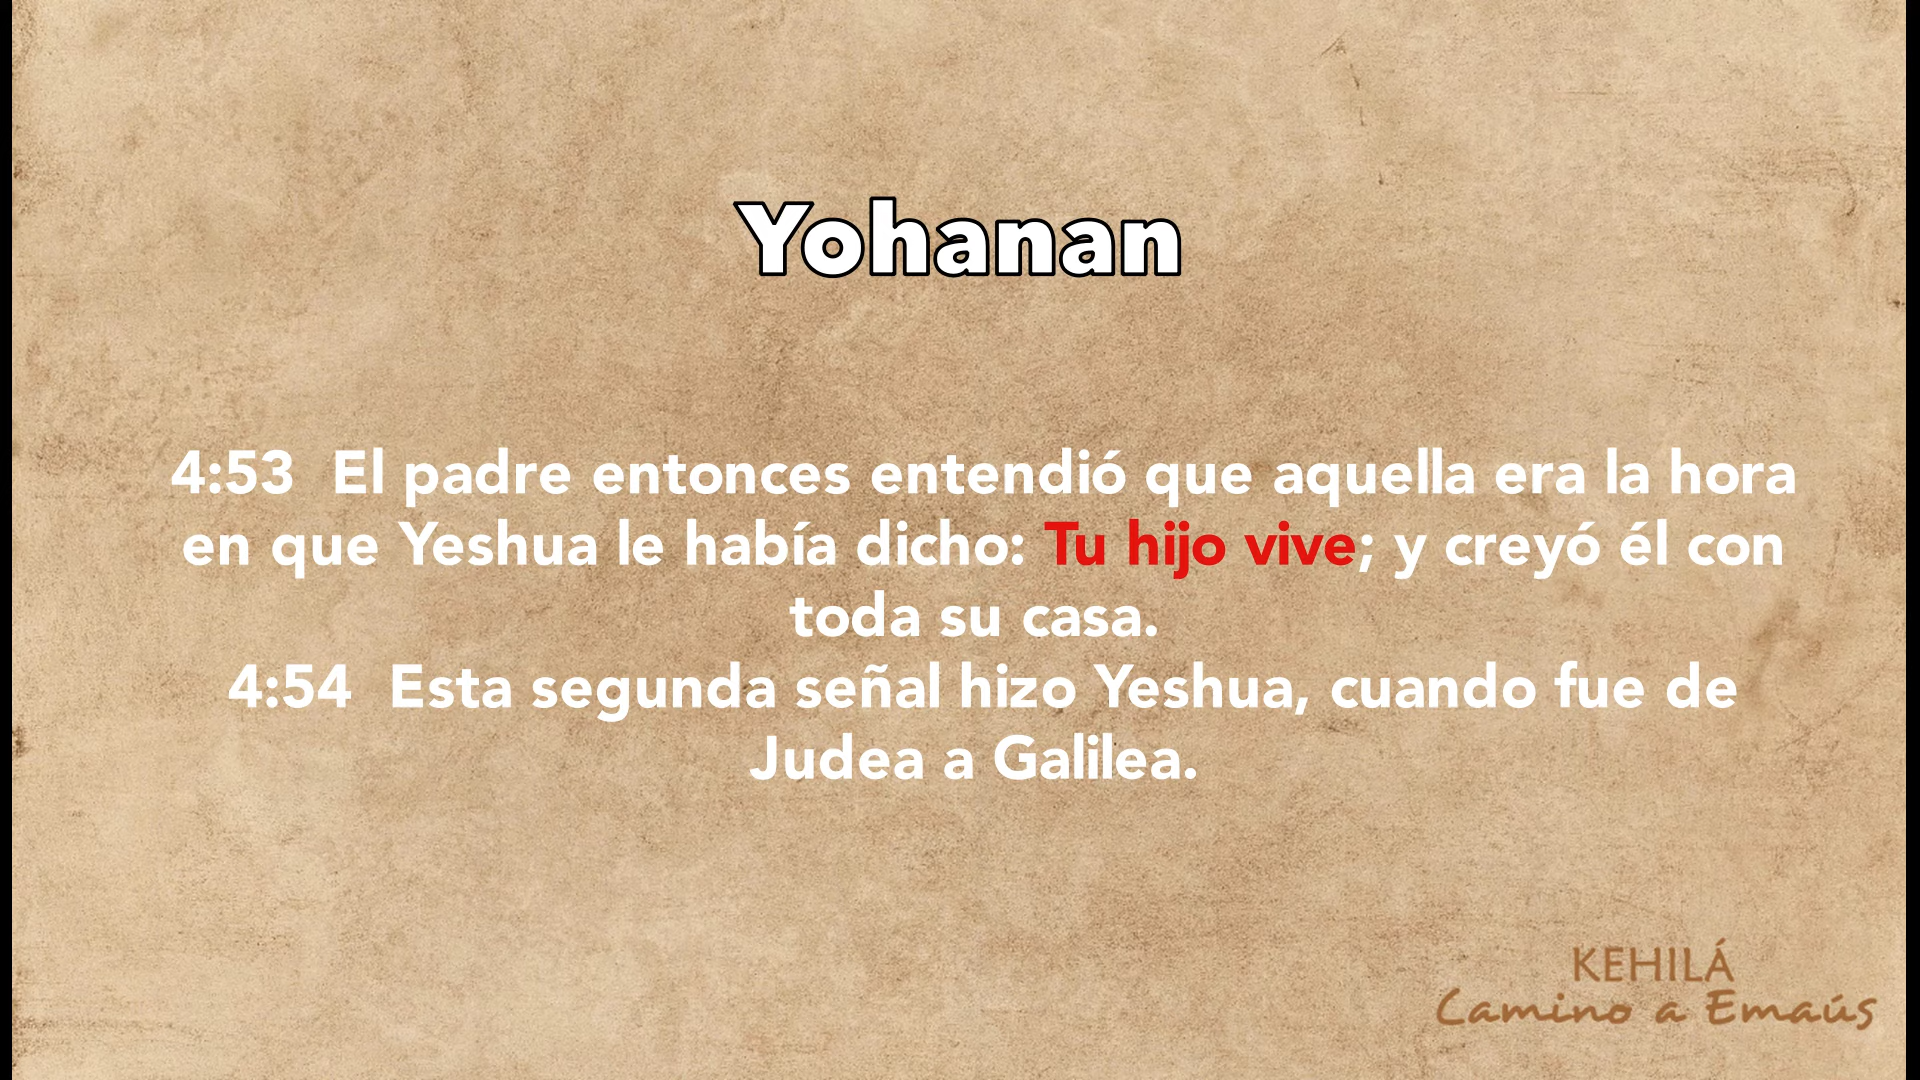 Yohanan
4:53  El padre entonces entendió que aquella era la hora
en que Yeshua le había dicho: Tu hijo vive; y creyó él con
toda su casa.
4:54  Esta segunda señal hizo Yeshua, cuando fue de
Judea a Galilea.
KEHILÁ
Camino a Emaús